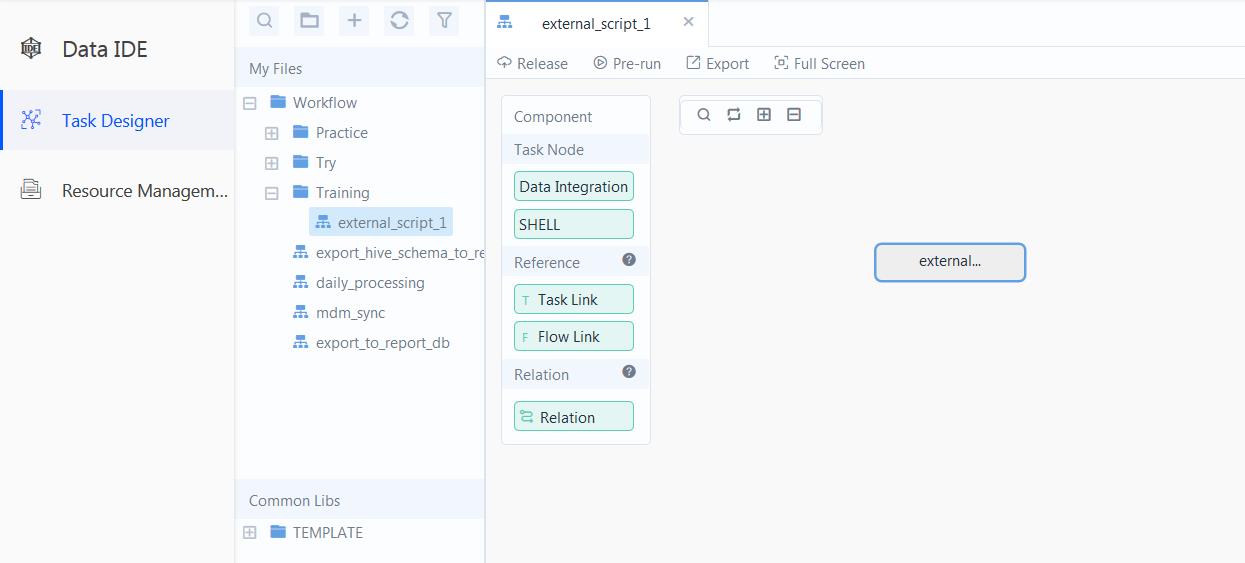 Data IDE
Task Designer
Resource Managem...
My Files
Workflow
Practice
Try
Training
external_script_1
export_hive_schema_to_re
daily_processing
mdm_sync
export_to_report_db
Common Libs
TEMPLATE
external_script_1
Release Pre-run Export Full Screen
Component
Task Node
Data Integration
SHELL
Reference
T Task Link
F Flow Link
Relation
Relation
external...